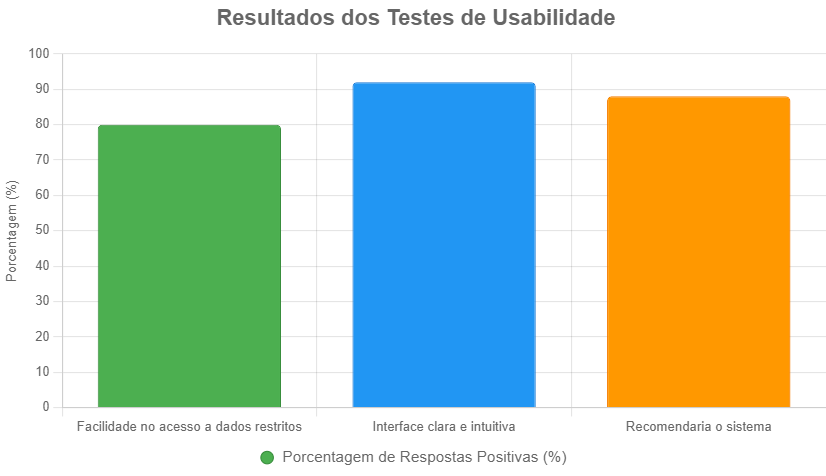 Resultados dos Testes de Usabilidade
100
90
80
70
60
50
40
30
20
10
0
Porcentagem (%)
Facilidade no acesso a dados restritos
Interface clara e intuitiva
Recomendaria o sistema
Porcentagem de Respostas Positivas (%)